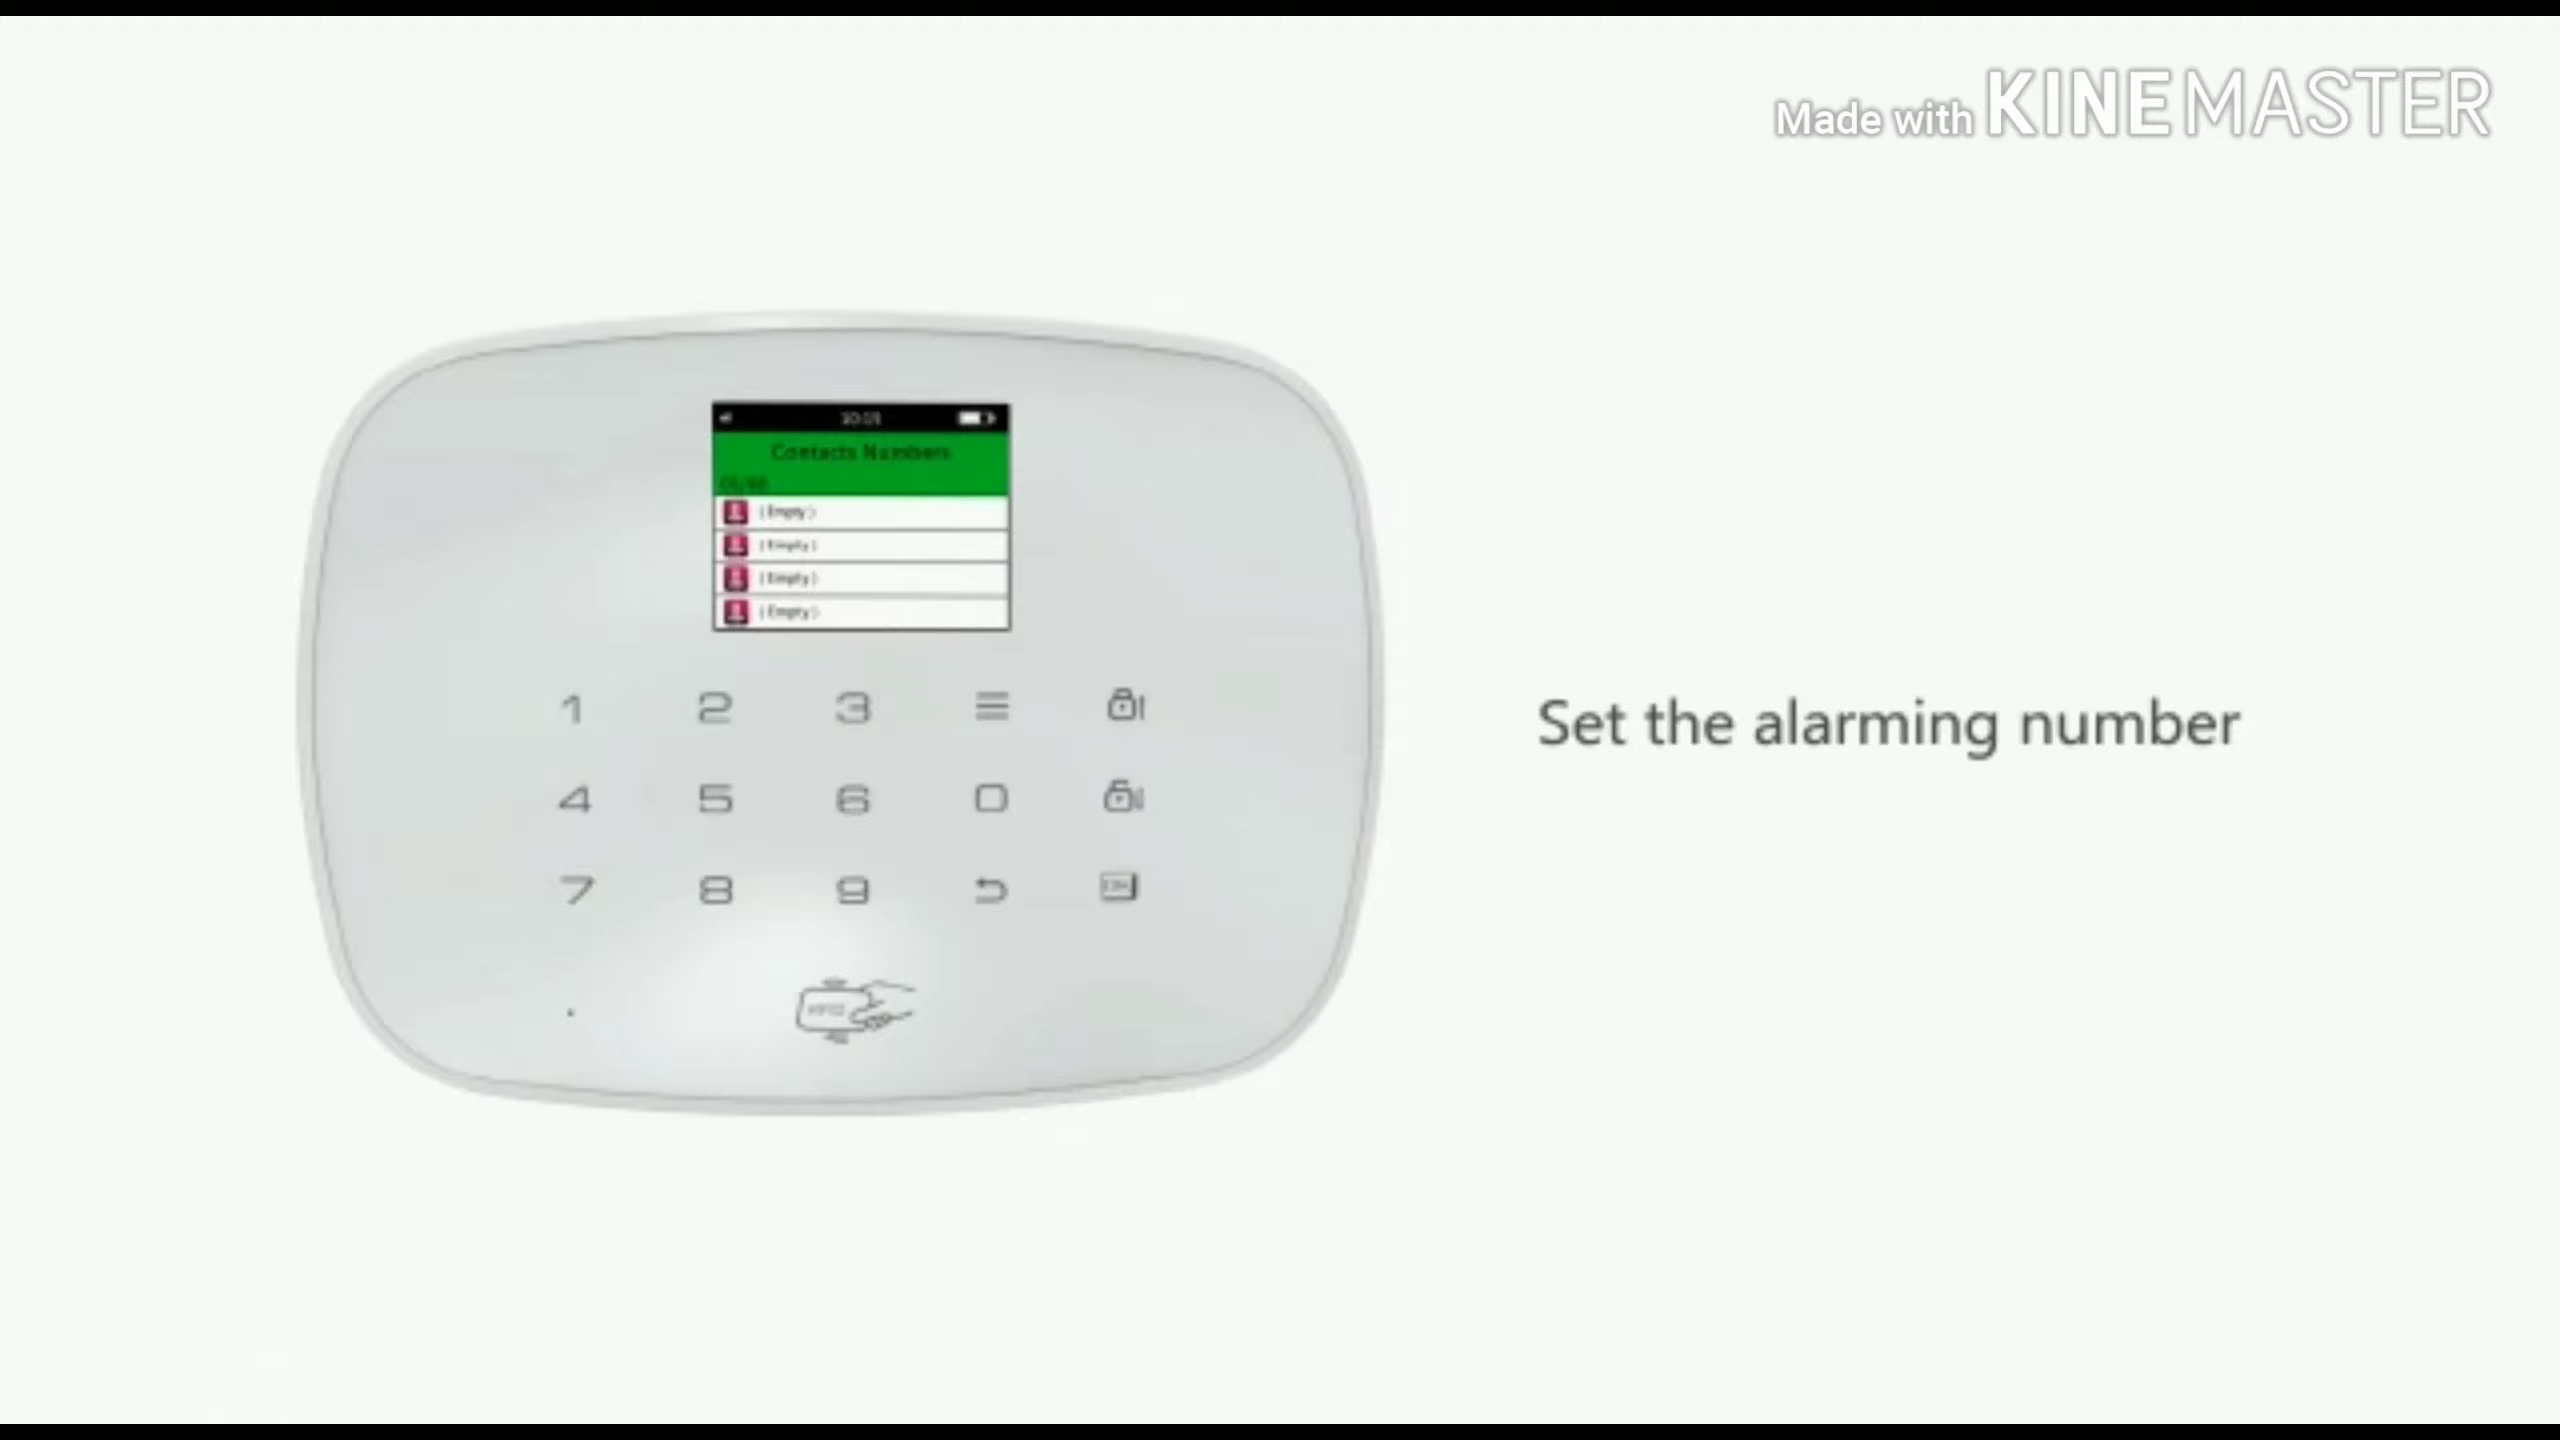 Made with KINEMASTER
Contacts Numbers
(Empty)
(Empty)
(Empty)
(Empty)
1 2 3
4 5 6 0
7 8 9
Set the alarming number